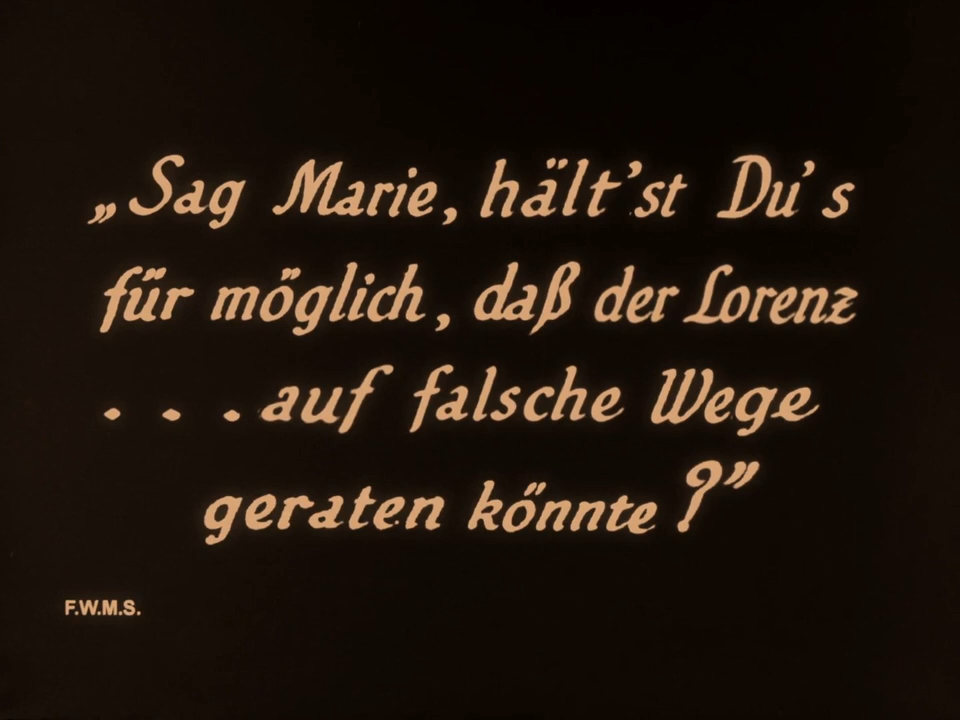 „Sag Marie, hält'st Du's
für möglich, daß der Lorenz
. . . auf falsche Wege
geraten könnte?”
F.W.M.S.